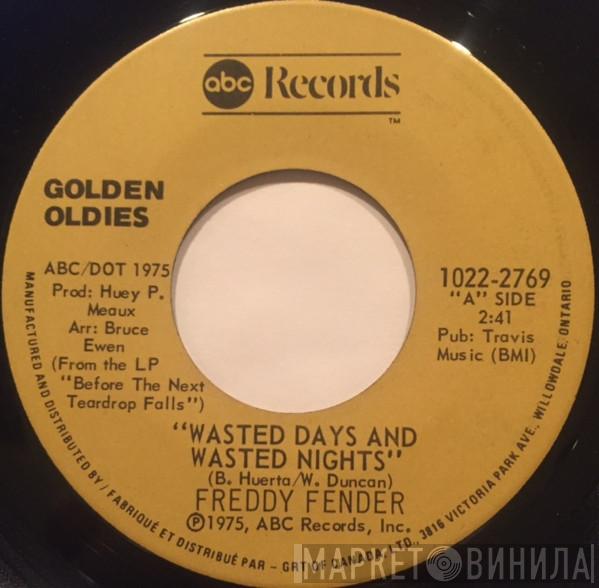 abc Records
TM
GOLDEN
OLDIES
ABC/DOT 1975
Prod: Huey P.
Meaux
Arr: Bruce
Ewen
(From the LP
"Before The Next
Teardrop Falls")
1022-2769
"A" SIDE
2:41
Pub: Travis
Music (BMI)
"WASTED DAYS AND
WASTED NIGHTS"
(B. Huerta/W. Duncan)
FREDDY FENDER
℗1975, ABC Records, Inc.
MANUFACTURED AND DISTRIBUTED BY / FABRIQUÉ ET DISTRIBUÉ PAR - GRT OF CANADA, LTD., 3816 VICTORIA PARK AVE., WILLOWDALE, ONTARIO
МАРКЕТ ВИНИЛА